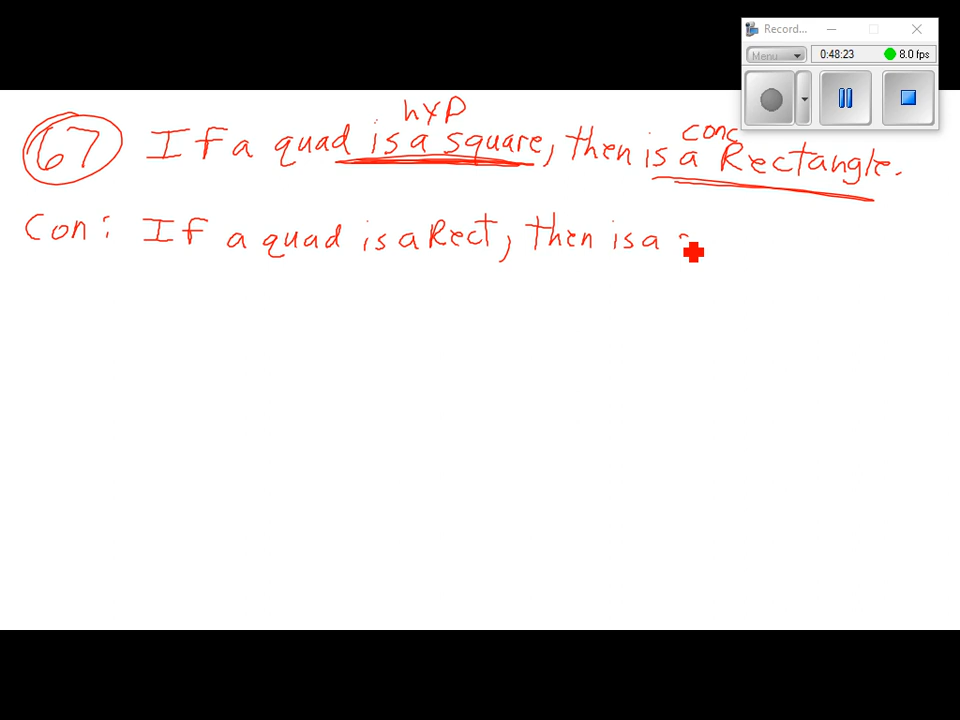 Record...
Menu
0:48:23
8.0 fps
hyp
conc
67 If a quad is a square, then is a Rectangle.
Con: If a quad is a Rect, then is a